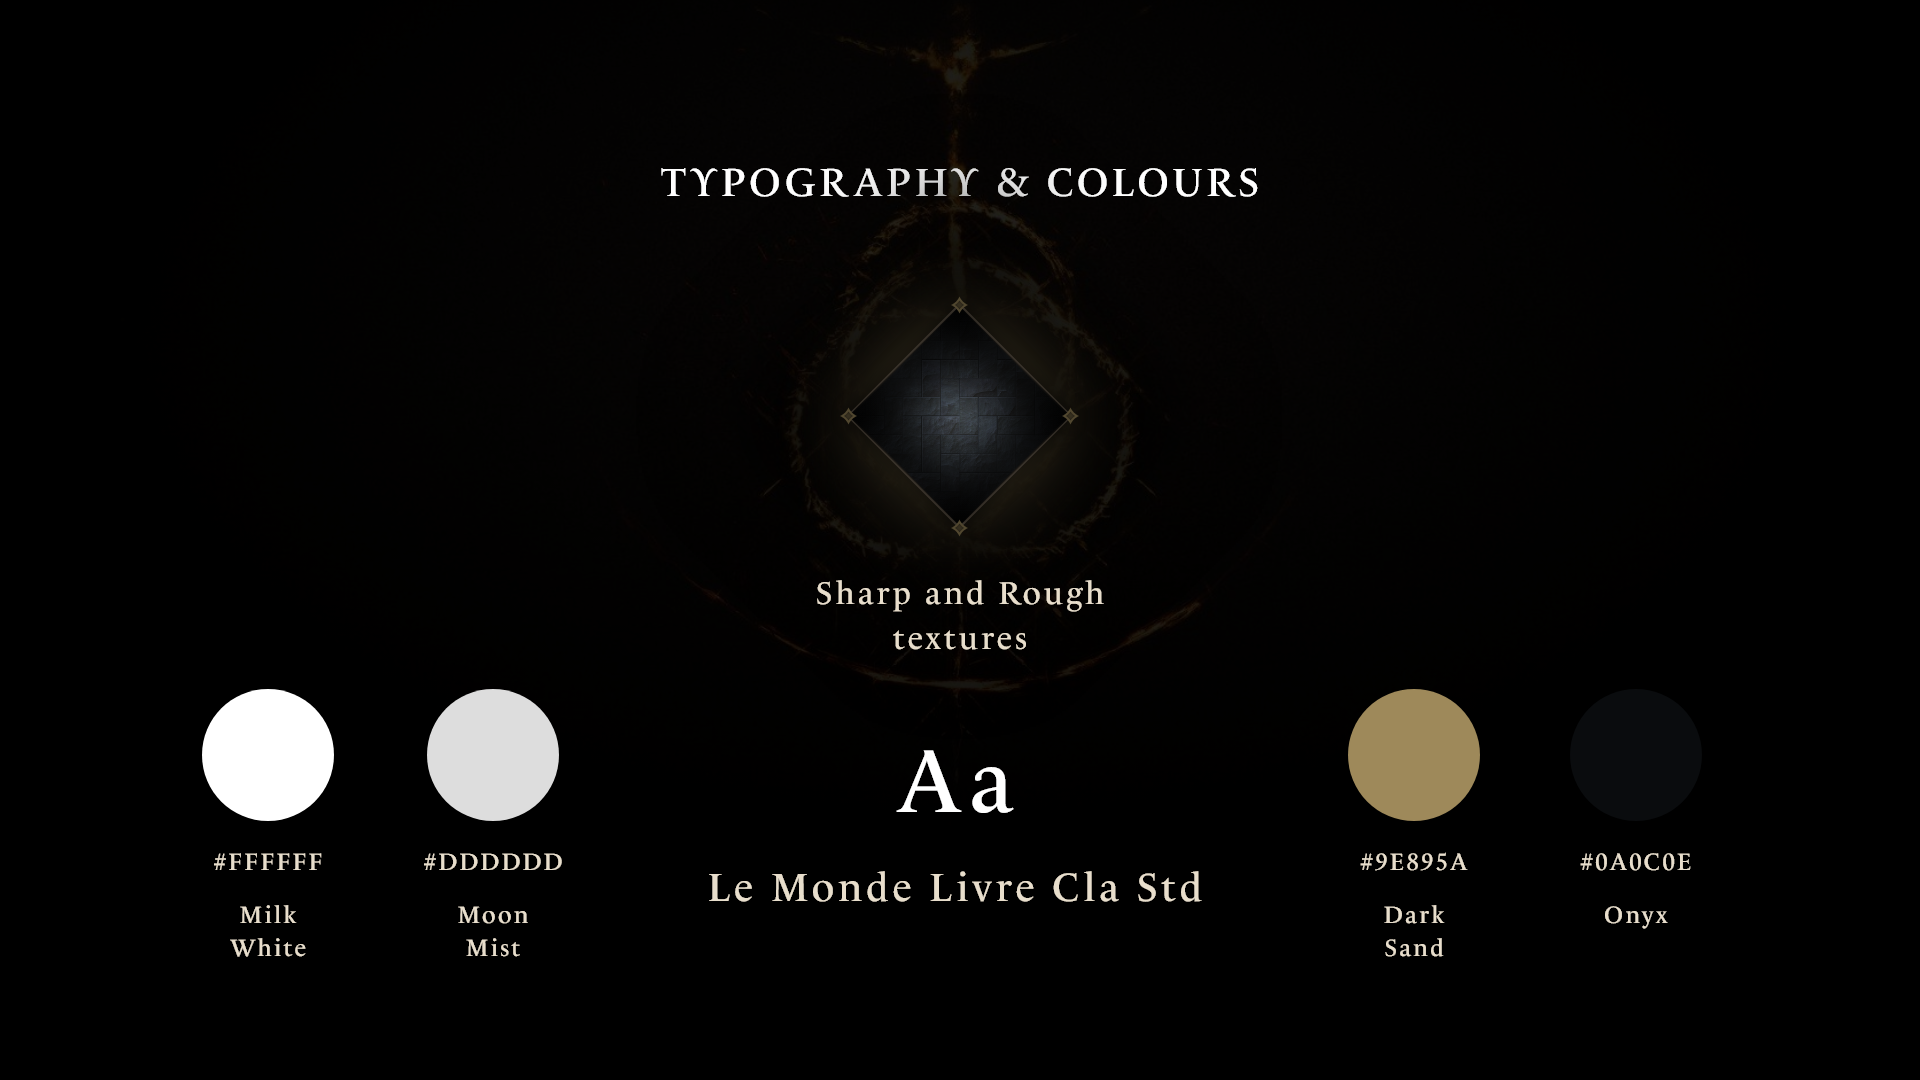 TYPOGRAPHY & COLOURS
Sharp and Rough
textures
Aa
Le Monde Livre Cla Std
#FFFFFF
Milk
White
#DDDDDD
Moon
Mist
#9E895A
Dark
Sand
#0A0C0E
Onyx